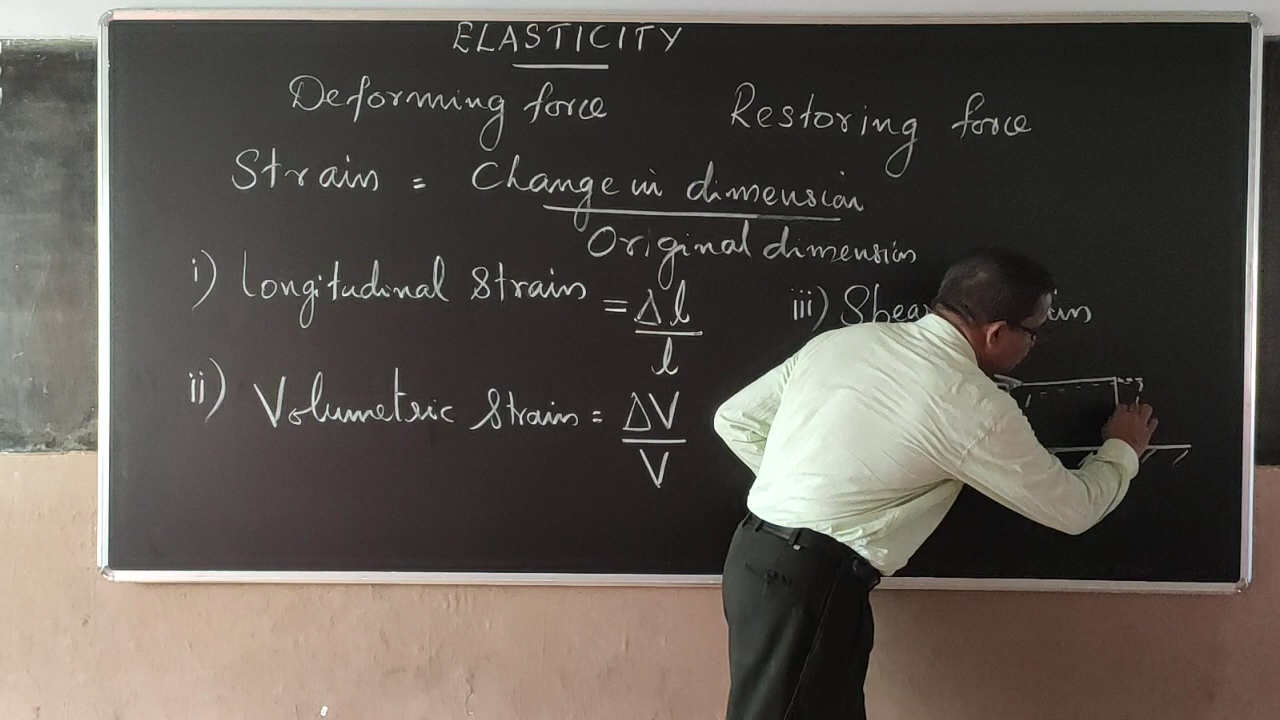 ELASTICITY
Deforming force Restoring force
Strain = Change in dimension
Original dimension
i) Longitudinal Strain = Δl
l
ii) Volumetric Strain = ΔV
V
iii)